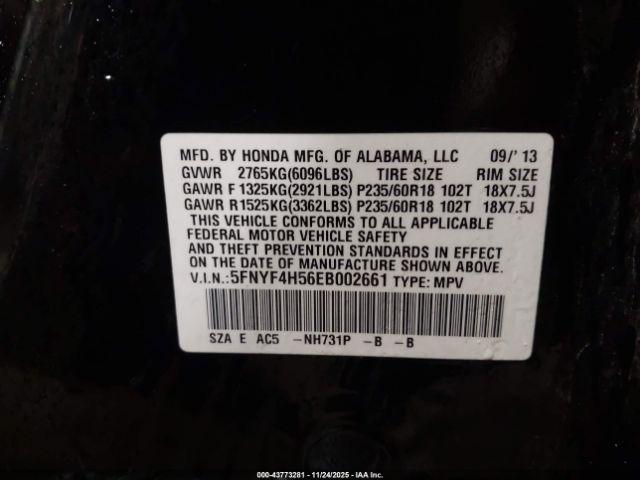 MFD. BY HONDA MFG. OF ALABAMA, LLC 09/'13
GVWR 2765KG(6096LBS) TIRE SIZE RIM SIZE
GAWR F 1325KG(2921LBS) P235/60R18 102T 18X7.5J
GAWR R1525KG(3362LBS) P235/60R18 102T 18X7.5J
THIS VEHICLE CONFORMS TO ALL APPLICABLE
FEDERAL MOTOR VEHICLE SAFETY
AND THEFT PREVENTION STANDARDS IN EFFECT
ON THE DATE OF MANUFACTURE SHOWN ABOVE.
V.I.N.:5FNYF4H56EB002661 TYPE: MPV
SZA E AC5 -NH731P -B -B
000-43773281 - 11/24/2025 - IAA Inc.